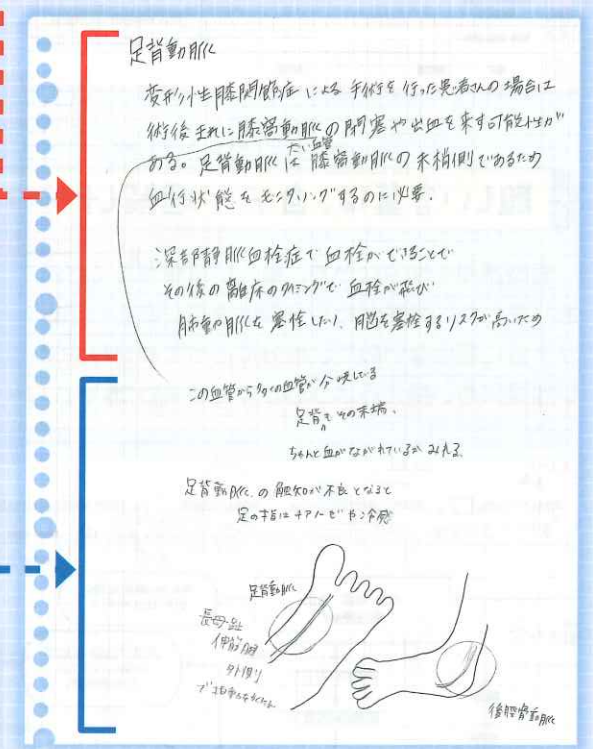 足背動脈
変形性膝関節症による手術を行った患者さんの場合は
術後まれに膝窩動脈の閉塞や出血を来す可能性が
太い血管
ある。足背動脈は膝窩動脈の末梢側であるため
血行状態をモニタリングするのに必要。
深部静脈血栓症で血栓ができることで
その後の離床のタイミングで血栓が飛び
肺動脈を塞栓したり、脳を塞栓するリスクが高いため
この血管から多くの血管が分岐している
足背はその末端。
ちゃんと血がながれているかみれる。
足背動脈の触知が不良となると
足の指はチアノーゼや冷感
足背動脈
長母趾
伸筋腱
外側
後脛骨動脈